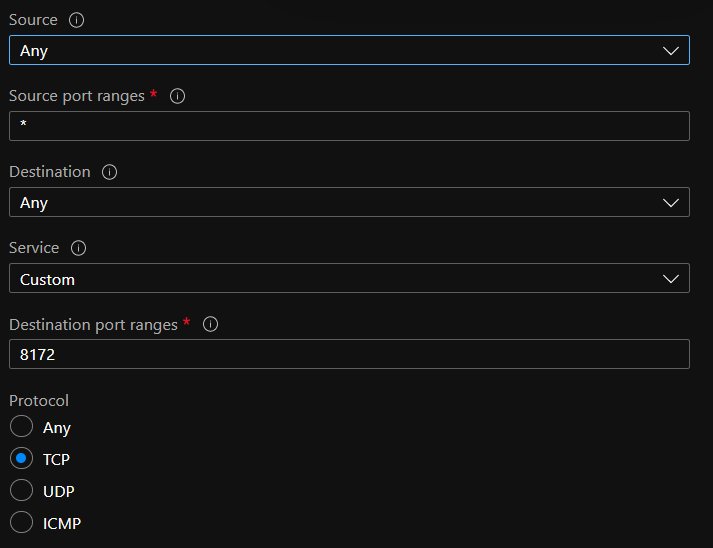 Source
Any
Source port ranges *
*
Destination
Any
Service
Custom
Destination port ranges *
8172
Protocol
Any
TCP
UDP
ICMP